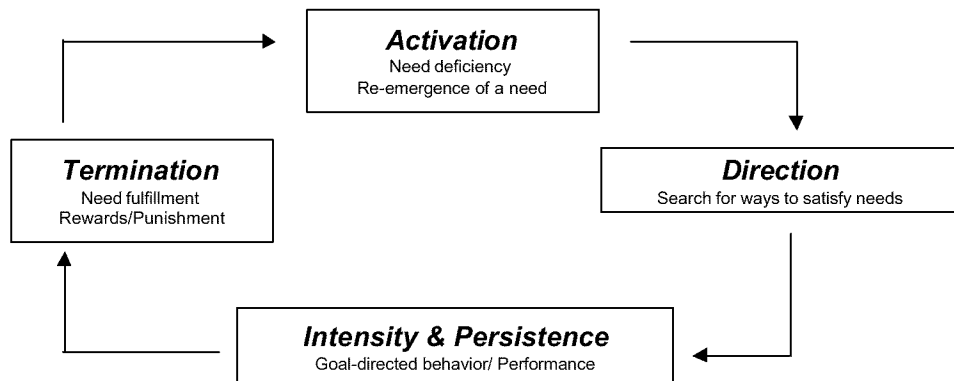 Activation
Need deficiency
Re-emergence of a need
Termination
Need fulfillment
Rewards/Punishment
Direction
Search for ways to satisfy needs
Intensity & Persistence
Goal-directed behavior/ Performance